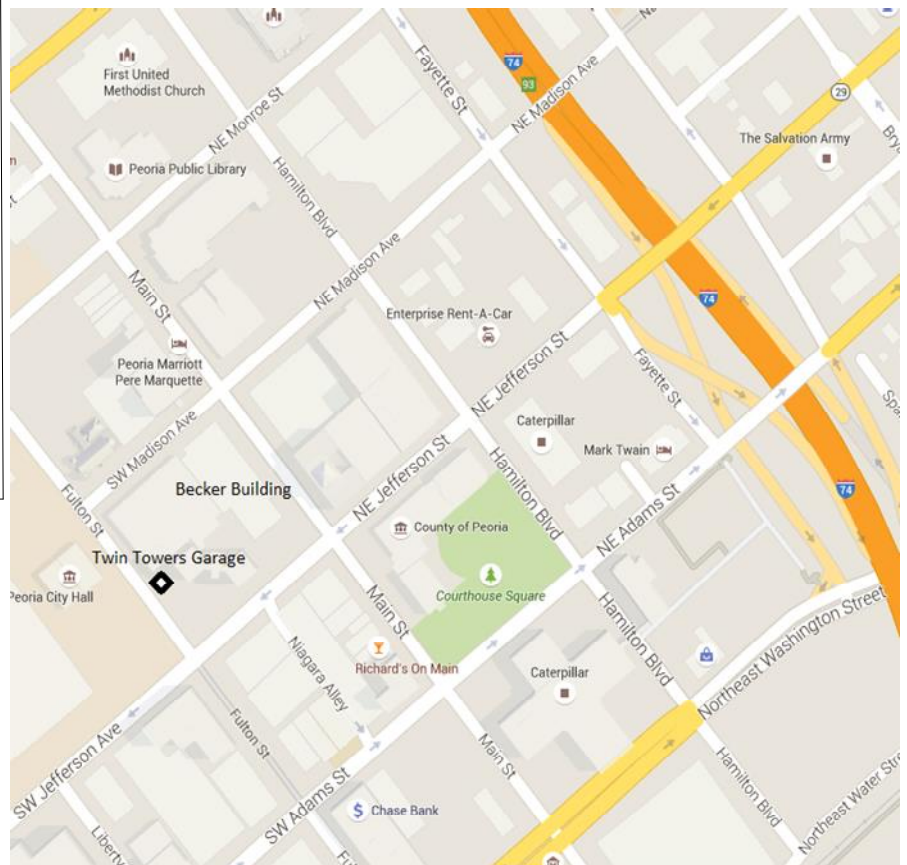 First United
Methodist Church
Fayette St
74
93
NE Madison Ave
29
The Salvation Army
NE Monroe St
Peoria Public Library
Hamilton Blvd
NE Madison Ave
Main St
Enterprise Rent-A-Car
74
Peoria Marriott
Pere Marquette
NE Jefferson St
Fayette St
Caterpillar
Mark Twain
SW Madison Ave
Becker Building
Hamilton Blvd
74
Fulton St
NE Jefferson St
County of Peoria
NE Adams St
Twin Towers Garage
Peoria City Hall
Courthouse Square
Main St
Hamilton Blvd
Northeast Washington Street
Niagara Alley
Richard's On Main
Caterpillar
Fulton St
Main St
SW Jefferson Ave
Hamilton Blvd
SW Adams St
Chase Bank
Liberty